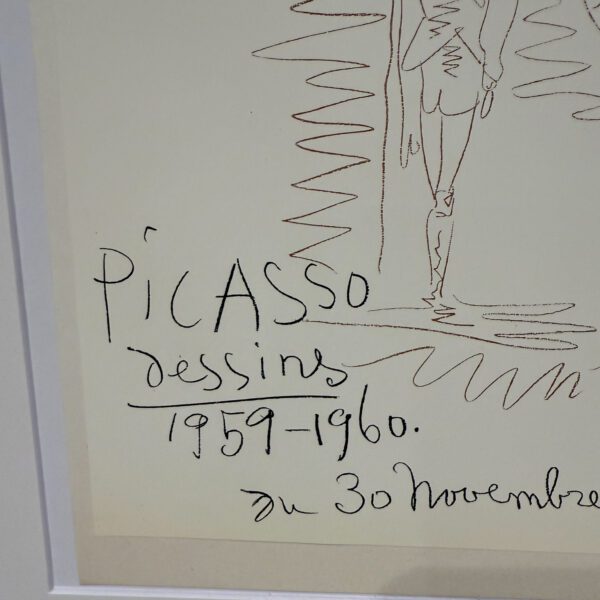 PiCASSO
dessins
1959-1960.
Du 30 Novembre